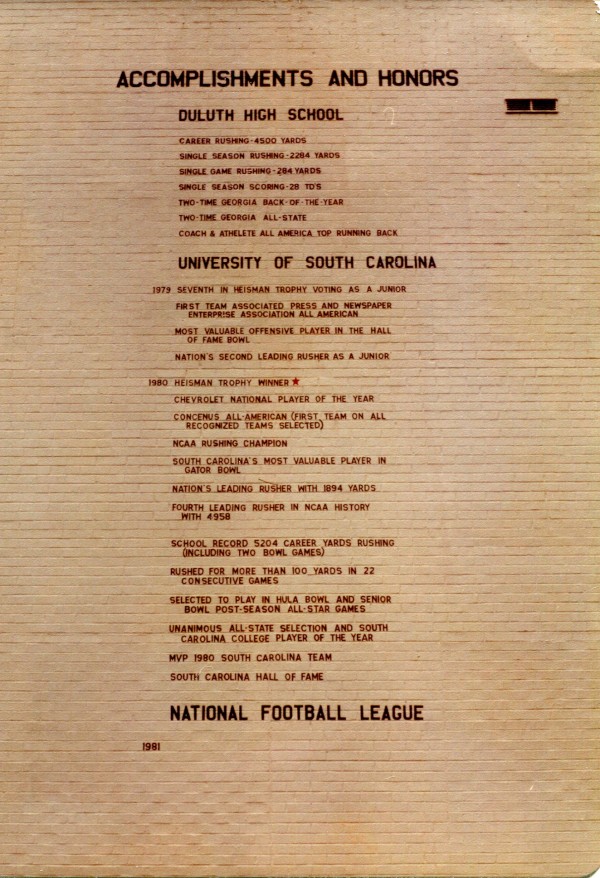 ACCOMPLISHMENTS AND HONORS
DULUTH HIGH SCHOOL
CAREER RUSHING-4500 YARDS
SINGLE SEASON RUSHING-2284 YARDS
SINGLE GAME RUSHING-284 YARDS
SINGLE SEASON SCORING-28 TD'S
TWO-TIME GEORGIA BACK-OF-THE-YEAR
TWO-TIME GEORGIA ALL-STATE
COACH & ATHELETE ALL AMERICA TOP RUNNING BACK
UNIVERSITY OF SOUTH CAROLINA
1979 SEVENTH IN HEISMAN TROPHY VOTING AS A JUNIOR
FIRST TEAM ASSOCIATED PRESS AND NEWSPAPER
ENTERPRISE ASSOCIATION ALL AMERICAN
MOST VALUABLE OFFENSIVE PLAYER IN THE HALL
OF FAME BOWL
NATION'S SECOND LEADING RUSHER AS A JUNIOR
1980 HEISMAN TROPHY WINNER★
CHEVROLET NATIONAL PLAYER OF THE YEAR
CONCENUS ALL-AMERICAN (FIRST TEAM ON ALL
RECOGNIZED TEAMS SELECTED)
NCAA RUSHING CHAMPION
SOUTH CAROLINA'S MOST VALUABLE PLAYER IN
GATOR BOWL
NATION'S LEADING RUSHER WITH 1894 YARDS
FOURTH LEADING RUSHER IN NCAA HISTORY
WITH 4958
SCHOOL RECORD 5204 CAREER YARDS RUSHING
(INCLUDING TWO BOWL GAMES)
RUSHED FOR MORE THAN 100 YARDS IN 22
CONSECUTIVE GAMES
SELECTED TO PLAY IN HULA BOWL AND SENIOR
BOWL POST-SEASON ALL-STAR GAMES
UNANIMOUS ALL-STATE SELECTION AND SOUTH
CAROLINA COLLEGE PLAYER OF THE YEAR
MVP 1980 SOUTH CAROLINA TEAM
SOUTH CAROLINA HALL OF FAME
NATIONAL FOOTBALL LEAGUE
1981